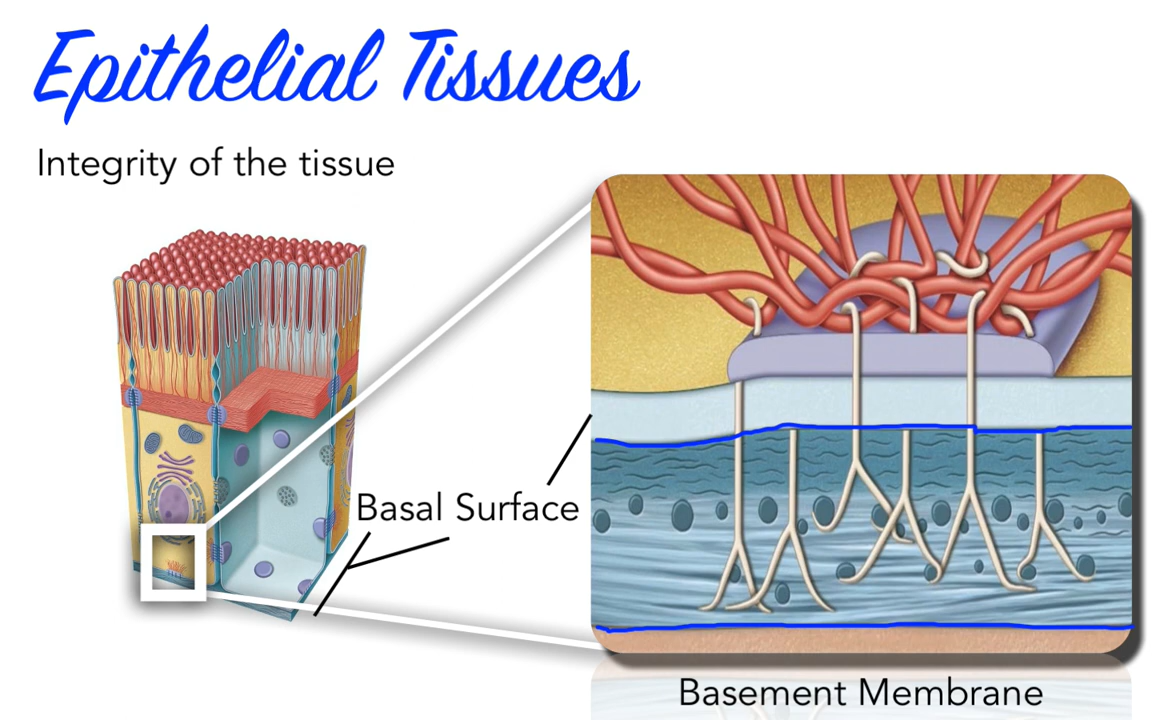 Epithelial Tissues
Integrity of the tissue
Basal Surface
Basement Membrane